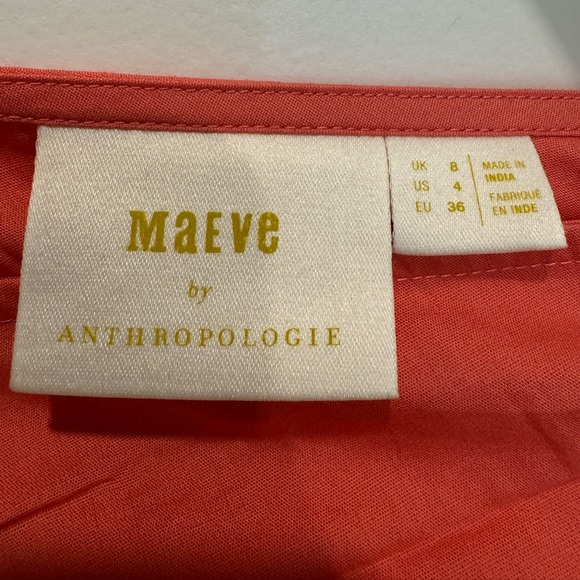 MaEVe
by
ANTHROPOLOGIE
UK 8
US 4
EU 36
MADE IN
INDIA
FABRIQUÉ
EN INDE